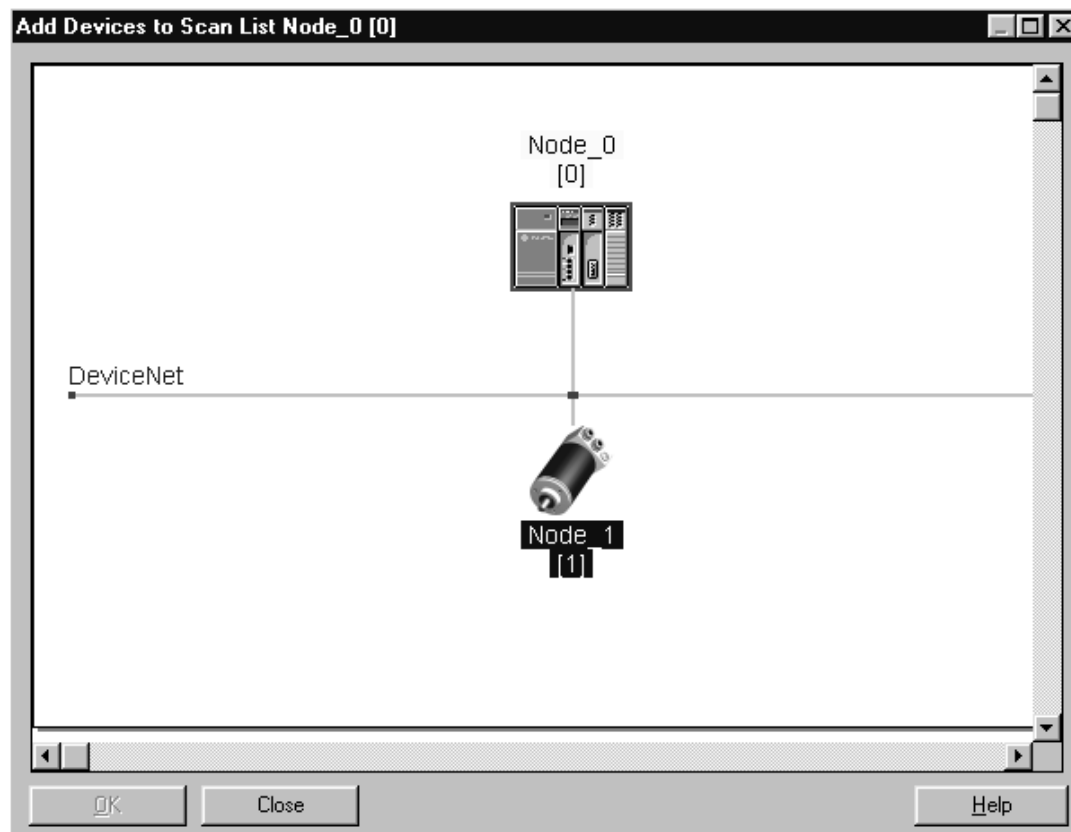 Add Devices to Scan List Node_0 [0]
Node_0
[0]
DeviceNet
Node_1
[1]
OK
Close
Help